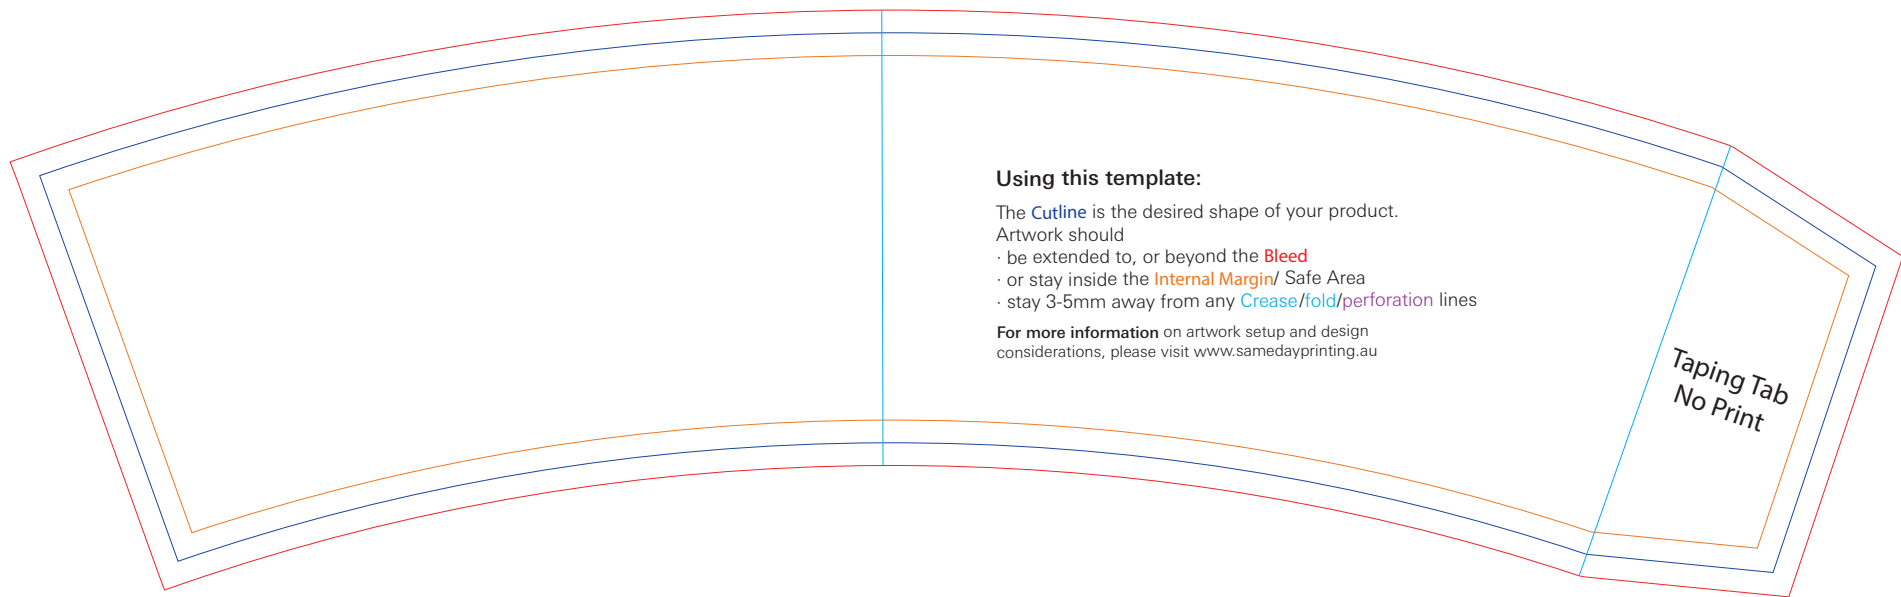 Using this template:
The Cutline is the desired shape of your product.
Artwork should
· be extended to, or beyond the Bleed
· or stay inside the Internal Margin/ Safe Area
· stay 3-5mm away from any Crease/fold/perforation lines
For more information on artwork setup and design
considerations, please visit www.samedayprinting.au
Taping Tab
No Print